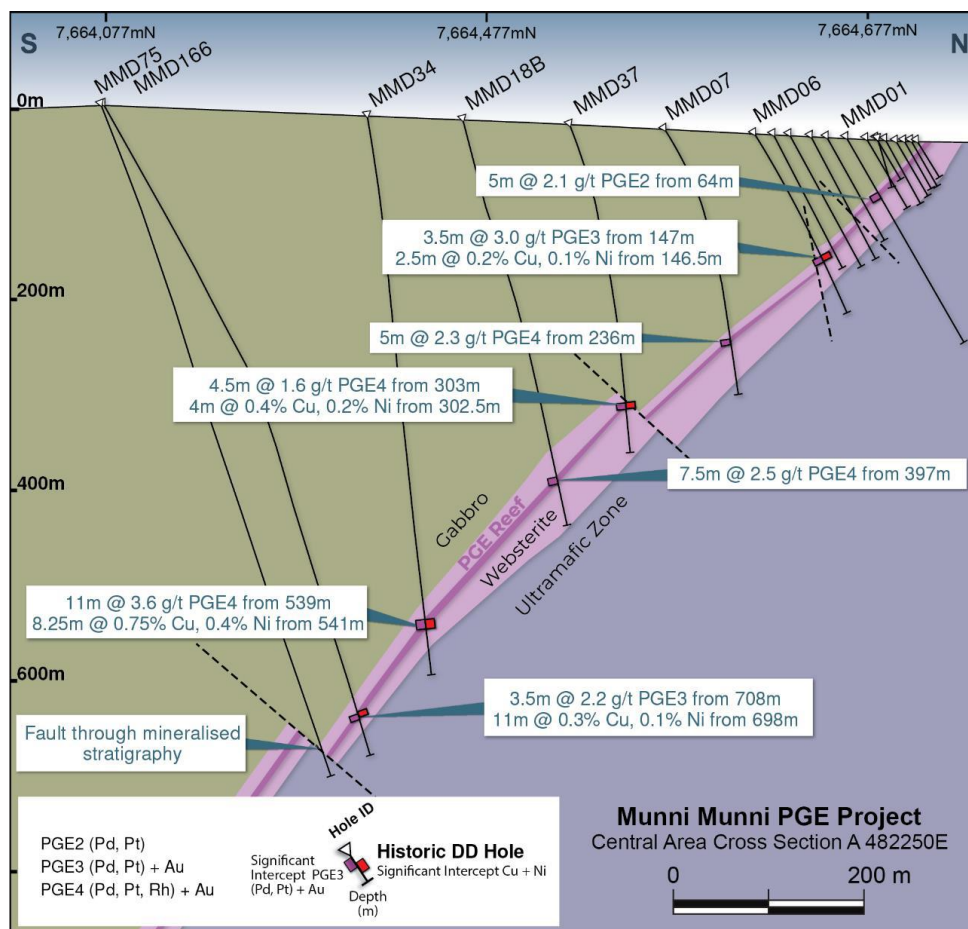 S
7,664,077mN
7,664,477mN
7,664,677mN
N
MMD75
MMD166
MMD34
MMD18B
MMD37
MMD07
MMD06
MMD01
0m
200m
400m
600m
5m @ 2.1 g/t PGE2 from 64m
3.5m @ 3.0 g/t PGE3 from 147m
2.5m @ 0.2% Cu, 0.1% Ni from 146.5m
5m @ 2.3 g/t PGE4 from 236m
4.5m @ 1.6 g/t PGE4 from 303m
4m @ 0.4% Cu, 0.2% Ni from 302.5m
7.5m @ 2.5 g/t PGE4 from 397m
Gabbro
PGE Reef
Websterite
Ultramafic Zone
11m @ 3.6 g/t PGE4 from 539m
8.25m @ 0.75% Cu, 0.4% Ni from 541m
3.5m @ 2.2 g/t PGE3 from 708m
11m @ 0.3% Cu, 0.1% Ni from 698m
Fault through mineralised
stratigraphy
PGE2 (Pd, Pt)
PGE3 (Pd, Pt) + Au
PGE4 (Pd, Pt, Rh) + Au
Hole ID
Significant
Intercept PGE3
(Pd, Pt) + Au
Historic DD Hole
Significant Intercept Cu + Ni
Depth
(m)
Munni Munni PGE Project
Central Area Cross Section A 482250E
0
200 m